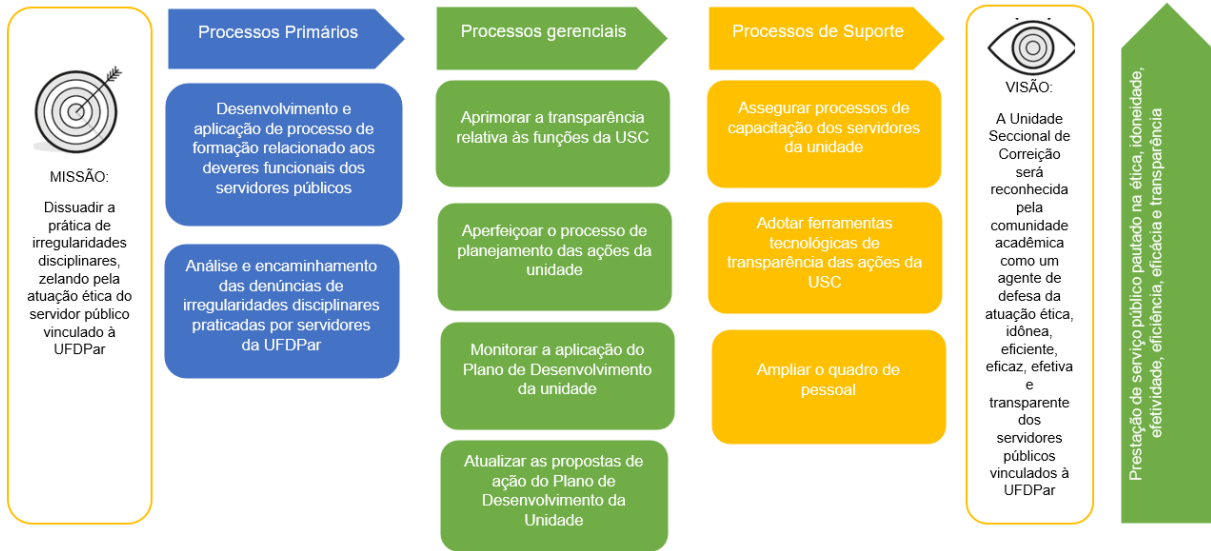 MISSÃO:
Dissuadir a
prática de
irregularidades
disciplinares,
zelando pela
atuação ética do
servidor público
vinculado à
UFDPar
Processos Primários
Desenvolvimento e
aplicação de processo de
formação relacionado aos
deveres funcionais dos
servidores públicos
Análise e encaminhamento
das denúncias de
irregularidades disciplinares
praticadas por servidores
da UFDPar
Processos gerenciais
Aprimorar a transparência
relativa às funções da USC
Aperfeiçoar o processo de
planejamento das ações da
unidade
Monitorar a aplicação do
Plano de Desenvolvimento
da unidade
Atualizar as propostas de
ação do Plano de
Desenvolvimento da
Unidade
Processos de Suporte
Assegurar processos de
capacitação dos servidores
da unidade
Adotar ferramentas
tecnológicas de
transparência das ações da
USC
Ampliar o quadro de
pessoal
VISÃO:
A Unidade
Seccional de
Correição
será
reconhecida
pela
comunidade
acadêmica
como um
agente de
defesa da
atuação ética,
idônea,
eficiente,
eficaz, efetiva
e
transparente
dos
servidores
públicos
vinculados à
UFDPar
Prestação de serviço público pautado na ética, idoneidade,
efetividade, eficiência, eficácia e transparência